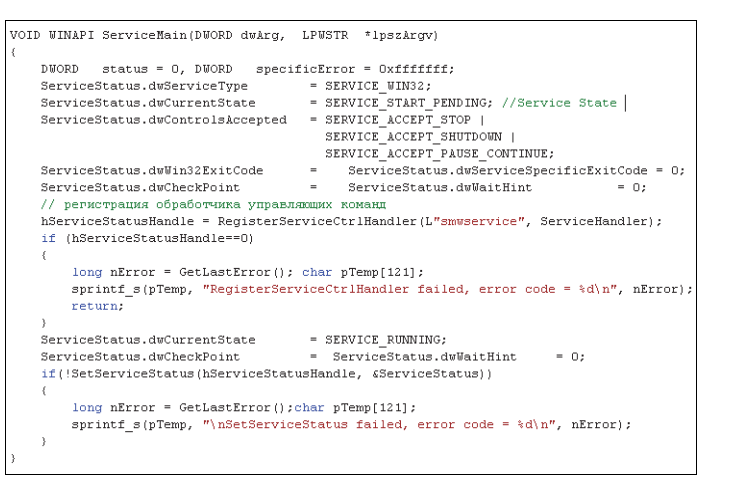 VOID WINAPI ServiceMain(DWORD dwArg,  LPWSTR  *lpszArgv)
{
    DWORD   status = 0, DWORD   specificError = 0xfffffff;
    ServiceStatus.dwServiceType        = SERVICE_WIN32;
    ServiceStatus.dwCurrentState       = SERVICE_START_PENDING; //Service State
    ServiceStatus.dwControlsAccepted   = SERVICE_ACCEPT_STOP |
                                         SERVICE_ACCEPT_SHUTDOWN |
                                         SERVICE_ACCEPT_PAUSE_CONTINUE;
    ServiceStatus.dwWin32ExitCode      =    ServiceStatus.dwServiceSpecificExitCode = 0;
    ServiceStatus.dwCheckPoint         =    ServiceStatus.dwWaitHint           = 0;
    // регистрация обработчика управляющих команд
    hServiceStatusHandle = RegisterServiceCtrlHandler(L"smwservice", ServiceHandler);
    if (hServiceStatusHandle==0)
    {
        long nError = GetLastError(); char pTemp[121];
        sprintf_s(pTemp, "RegisterServiceCtrlHandler failed, error code = %d\n", nError);
        return;
    }
    ServiceStatus.dwCurrentState       = SERVICE_RUNNING;
    ServiceStatus.dwCheckPoint         =  ServiceStatus.dwWaitHint     = 0;
    if(!SetServiceStatus(hServiceStatusHandle, &ServiceStatus))
    {
        long nError = GetLastError();char pTemp[121];
        sprintf_s(pTemp, "\nSetServiceStatus failed, error code = %d\n", nError);
    }
}